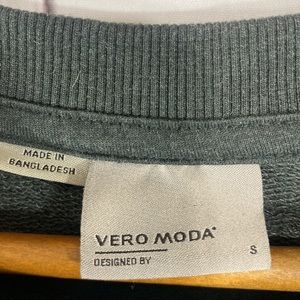 MADE IN
BANGLADESH
VERO MODA
DESIGNED BY
S